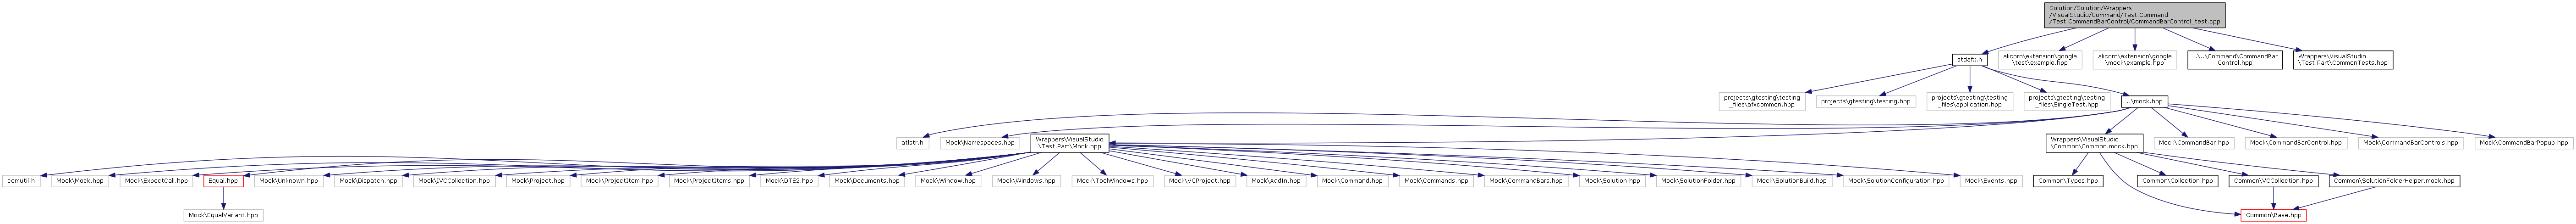 Solution/Solution/Wrappers
/VisualStudio/Command/Test.Command
/Test.CommandBarControl/CommandBarControl_test.cpp
stdafx.h
alicorn\extension\google
\test\example.hpp
alicorn\extension\google
\mock\example.hpp
..\..\Command\CommandBar
Control.hpp
Wrappers\VisualStudio
\Test.Part\CommonTests.hpp
projects\gtesting\testing
_files\afxcommon.hpp
projects\gtesting\testing.hpp
projects\gtesting\testing
_files\application.hpp
projects\gtesting\testing
_files\SingleTest.hpp
..\mock.hpp
atlstr.h
Mock\Namespaces.hpp
Wrappers\VisualStudio
\Test.Part\Mock.hpp
Wrappers\VisualStudio
\Common\Common.mock.hpp
Mock\CommandBar.hpp
Mock\CommandBarControl.hpp
Mock\CommandBarControls.hpp
Mock\CommandBarPopup.hpp
comutil.h
Mock\Mock.hpp
Mock\ExpectCall.hpp
Equal.hpp
Mock\Unknown.hpp
Mock\Dispatch.hpp
Mock\IVCCollection.hpp
Mock\Project.hpp
Mock\ProjectItem.hpp
Mock\ProjectItems.hpp
Mock\DTE2.hpp
Mock\Documents.hpp
Mock\Window.hpp
Mock\Windows.hpp
Mock\ToolWindows.hpp
Mock\VCProject.hpp
Mock\AddIn.hpp
Mock\Command.hpp
Mock\Commands.hpp
Mock\CommandBars.hpp
Mock\Solution.hpp
Mock\SolutionFolder.hpp
Mock\SolutionBuild.hpp
Mock\SolutionConfiguration.hpp
Mock\Events.hpp
Common\Types.hpp
Common\Collection.hpp
Common\VCCollection.hpp
Common\SolutionFolderHelper.mock.hpp
Mock\EqualVariant.hpp
Common\Base.hpp